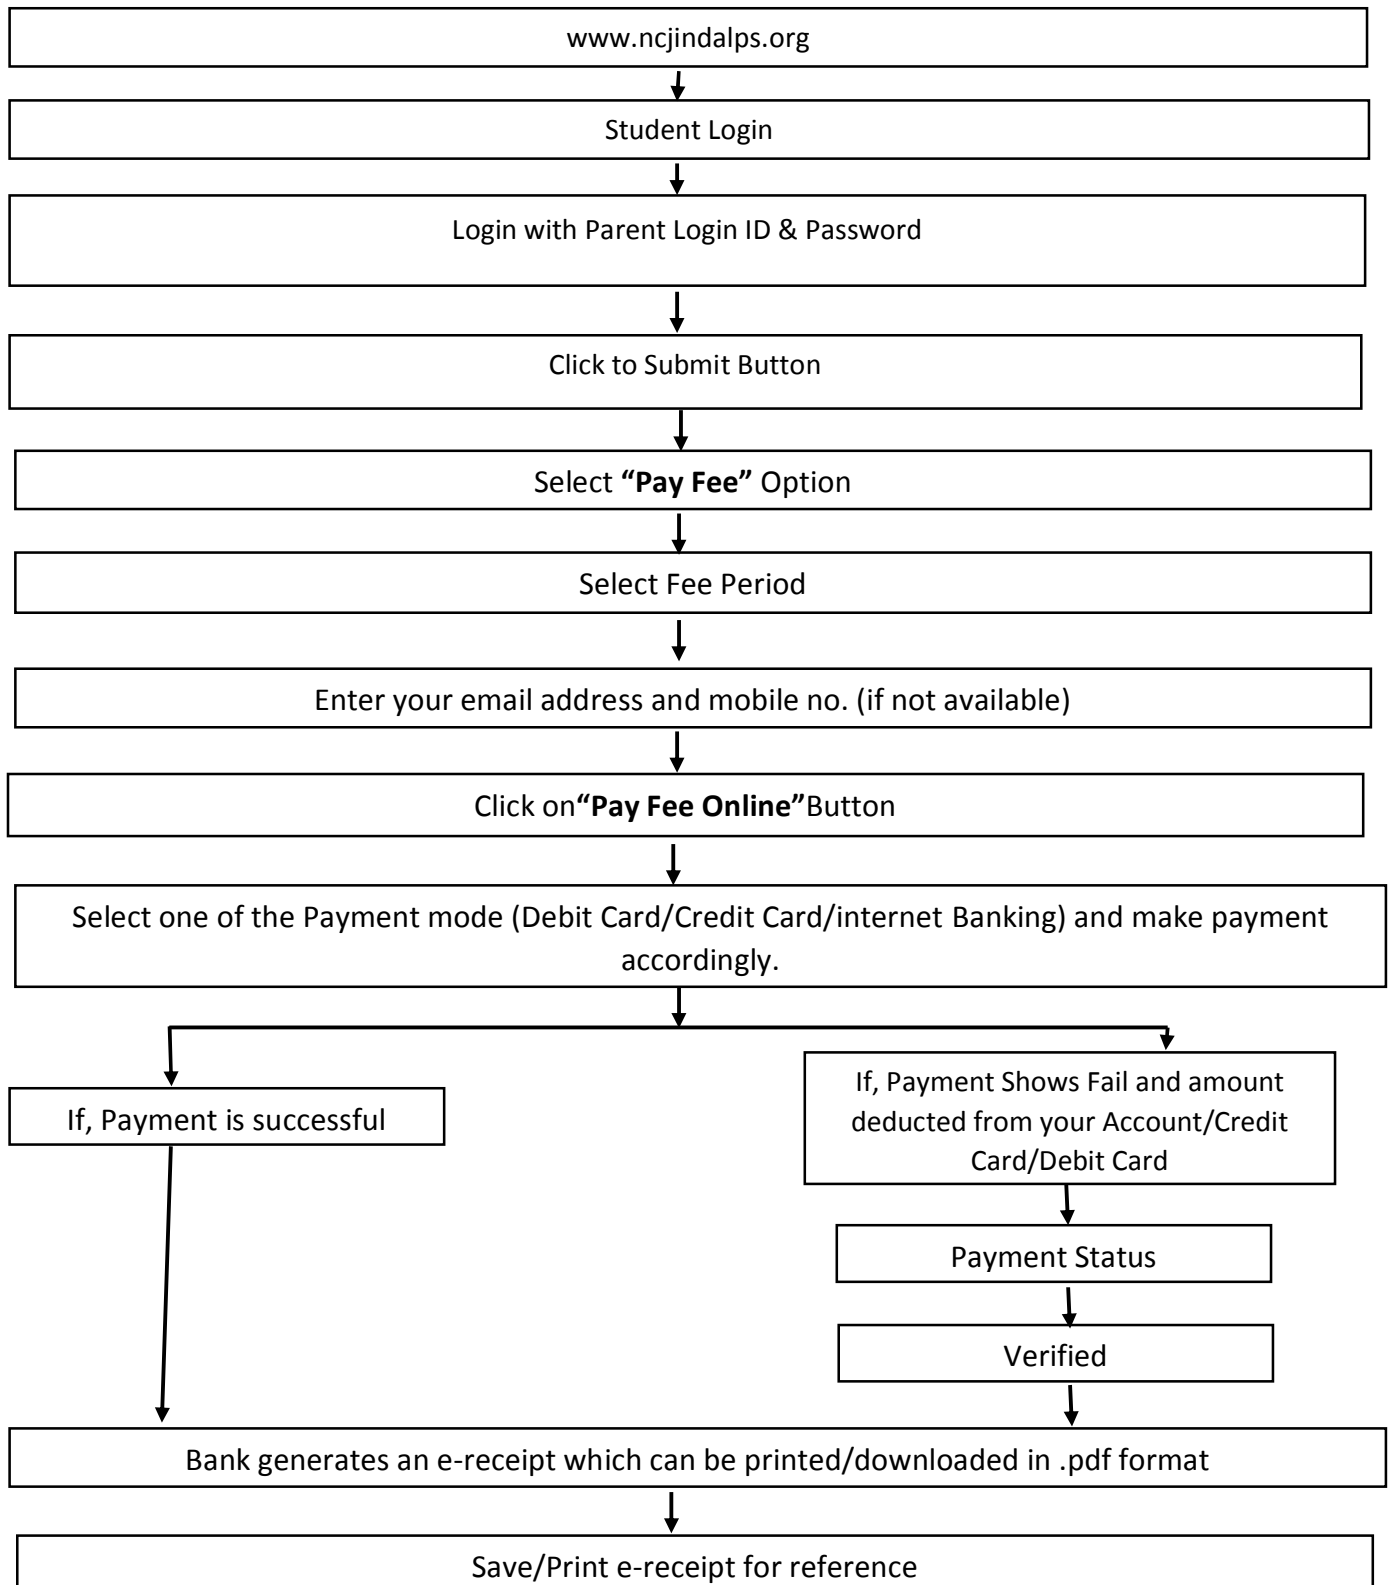 www.ncjindalps.org
Student Login
Login with Parent Login ID & Password
Click to Submit Button
Select “Pay Fee” Option
Select Fee Period
Enter your email address and mobile no. (if not available)
Click on“Pay Fee Online”Button
Select one of the Payment mode (Debit Card/Credit Card/internet Banking) and make payment
accordingly.
If, Payment is successful
If, Payment Shows Fail and amount
deducted from your Account/Credit
Card/Debit Card
Payment Status
Verified
Bank generates an e-receipt which can be printed/downloaded in .pdf format
Save/Print e-receipt for reference